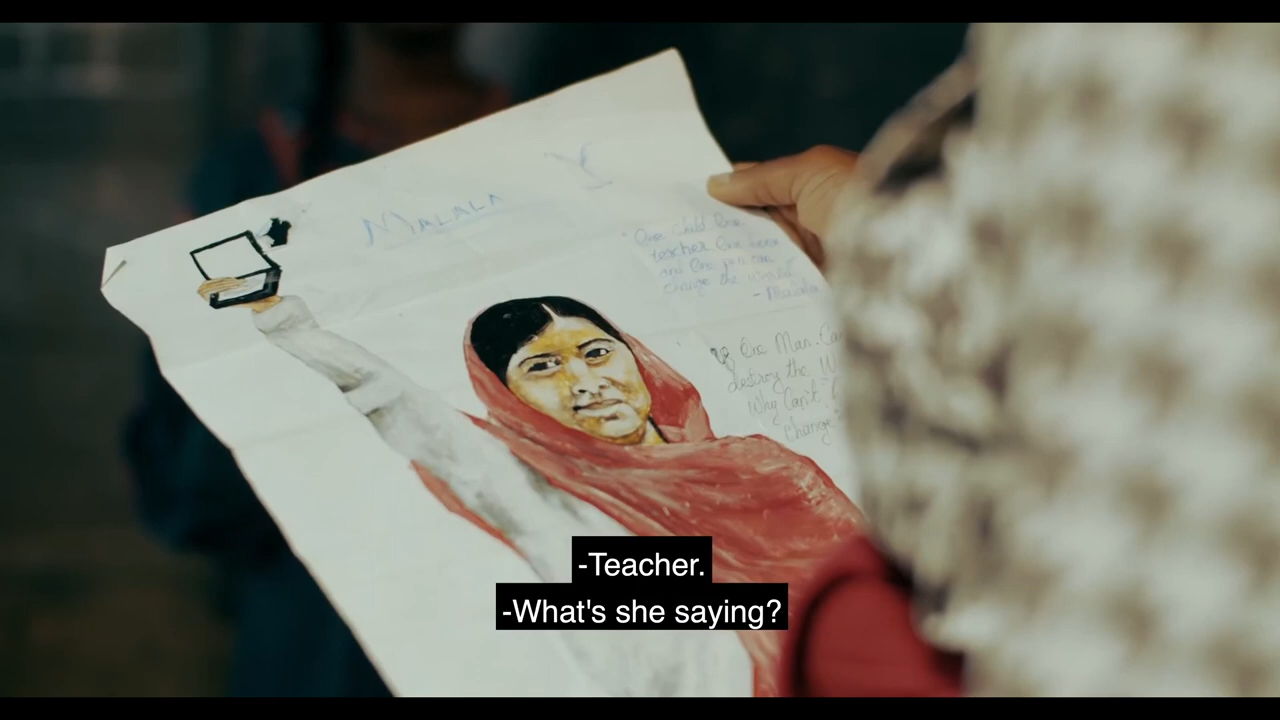 MALALA
"One Child One
teacher One book
and One pen can
change the world"
- Malala
One Man Ca
destroy the W
Why Can't
change
-Teacher.
-What's she saying?